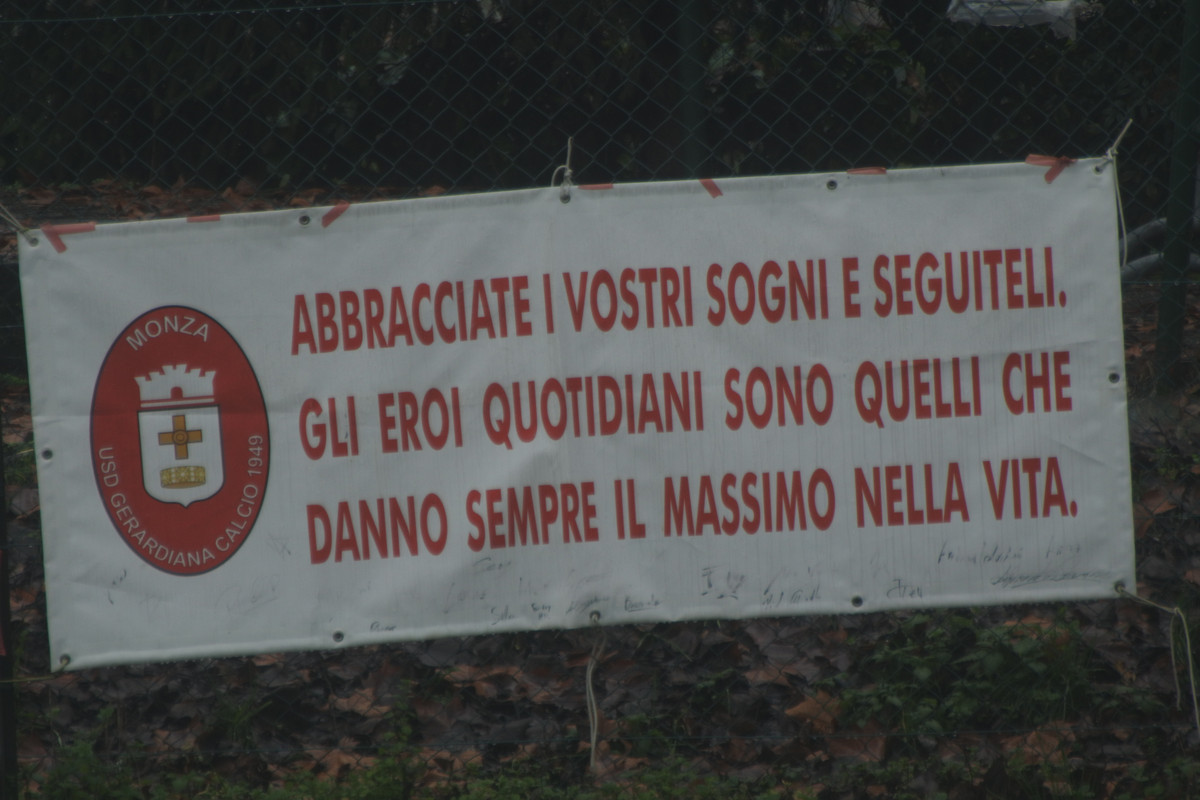 ABBRACCIATE I VOSTRI SOGNI E SEGUITELI.
GLI EROI QUOTIDIANI SONO QUELLI CHE
DANNO SEMPRE IL MASSIMO NELLA VITA.
MONZA
USD GERARDIANA CALCIO 1949